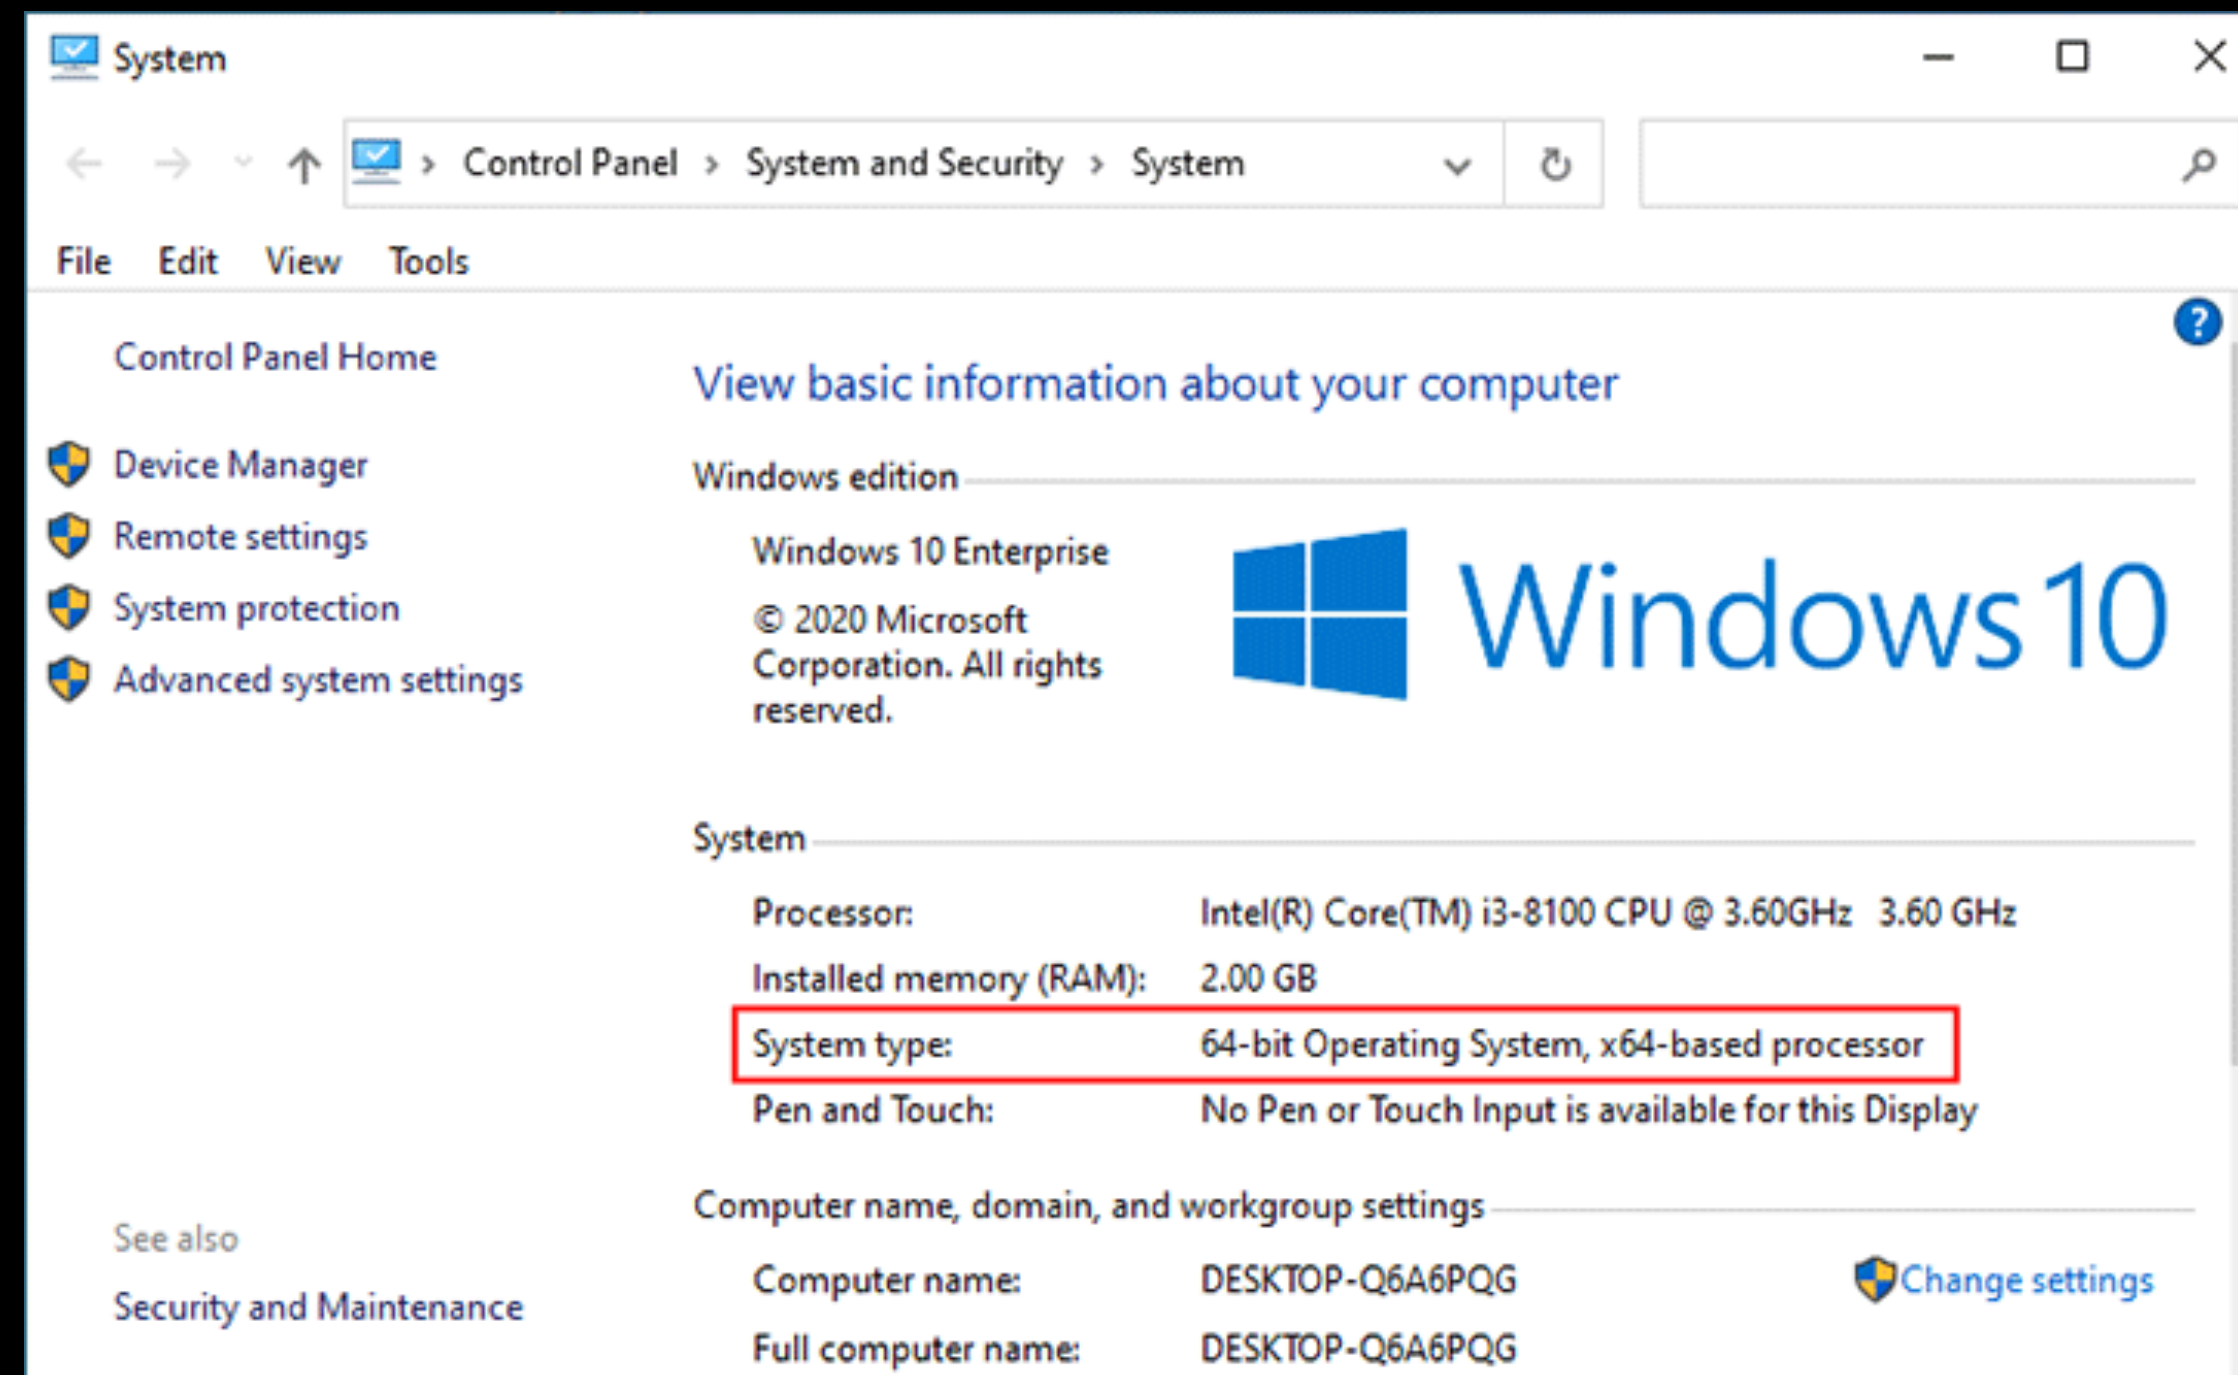 System
Control Panel > System and Security > System
File Edit View Tools
Control Panel Home
Device Manager
Remote settings
System protection
Advanced system settings
See also
Security and Maintenance
?
View basic information about your computer
Windows edition
Windows 10 Enterprise
© 2020 Microsoft
Corporation. All rights
reserved.
Windows 10
System
Processor: Intel(R) Core(TM) i3-8100 CPU @ 3.60GHz 3.60 GHz
Installed memory (RAM): 2.00 GB
System type: 64-bit Operating System, x64-based processor
Pen and Touch: No Pen or Touch Input is available for this Display
Computer name, domain, and workgroup settings
Computer name: DESKTOP-Q6A6PQG Change settings
Full computer name: DESKTOP-Q6A6PQG